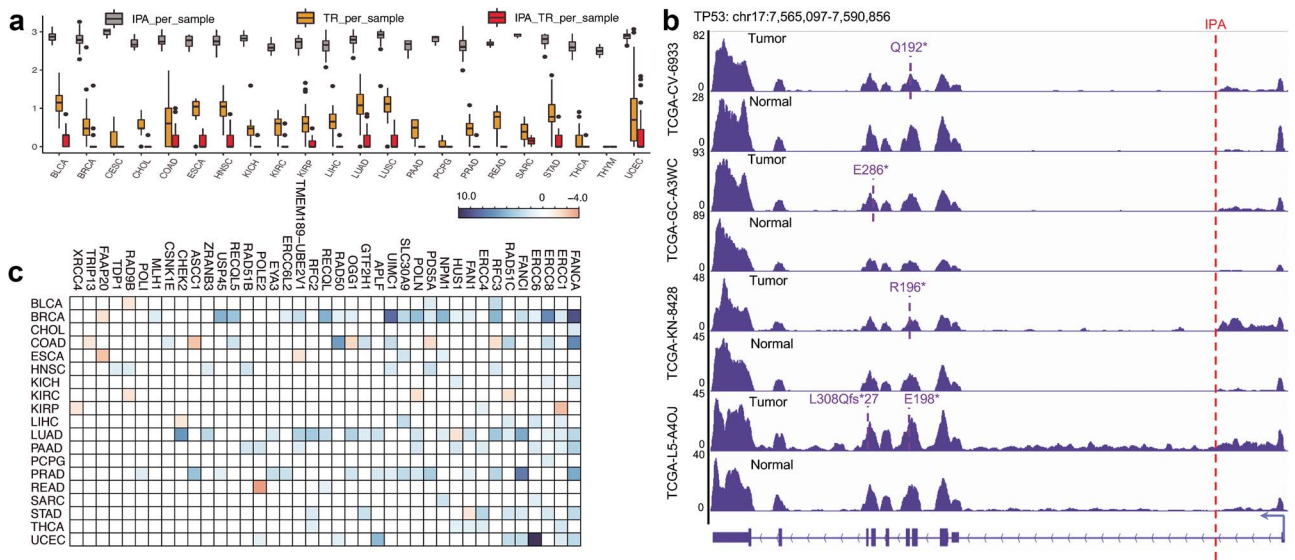 a
IPA_per_sample
TR_per_sample
IPA_TR_per_sample
3
2
1
0
BLCA
BRCA
CESC
CHOL
COAD
ESCA
HNSC
KICH
KIRC
KIRP
LIHC
LUAD
LUSC
PAAD
PCPG
PRAD
READ
SARC
STAD
THCA
THYM
UCEC
10.0
0
−4.0
c
XRCC4
TRIP13
FAAP20
TDP1
RAD9B
POLI
MLH1
CSNK1E
CHEK2
ASCC1
ZRANB3
USP45
RECQL5
RAD51B
POLE2
EYA3
ERCC6L2
TMEM189−UBE2V1
RFC2
RECQL
RAD50
OGG1
GTF2H1
APLF
UIMC1
SLC30A9
POLN
PDS5A
NPM1
HUS1
FAN1
ERCC4
RFC3
RAD51C
FANCI
ERCC6
ERCC8
ERCC1
FANCA
BLCA
BRCA
CHOL
COAD
ESCA
HNSC
KICH
KIRC
KIRP
LIHC
LUAD
PAAD
PCPG
PRAD
READ
SARC
STAD
THCA
UCEC
b
TP53: chr17:7,565,097-7,590,856
IPA
TCGA-CV-6933
82
Tumor
Q192*
0
28
Normal
0
TCGA-GC-A3WC
93
Tumor
E286*
0
89
Normal
0
TCGA-KN-8428
48
Tumor
R196*
0
45
Normal
0
TCGA-L5-A4OJ
45
Tumor
L308Qfs*27
E198*
0
40
Normal
0